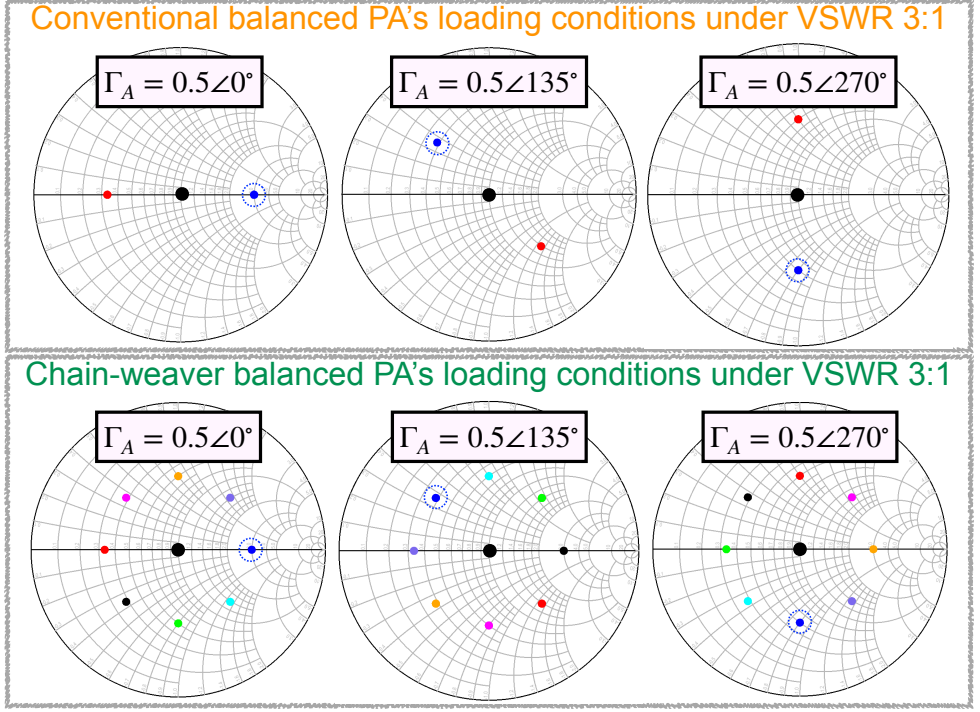 Conventional balanced PA's loading conditions under VSWR 3:1
Γ_A = 0.5∠0° Γ_A = 0.5∠135° Γ_A = 0.5∠270°
Chain-weaver balanced PA's loading conditions under VSWR 3:1
Γ_A = 0.5∠0° Γ_A = 0.5∠135° Γ_A = 0.5∠270°